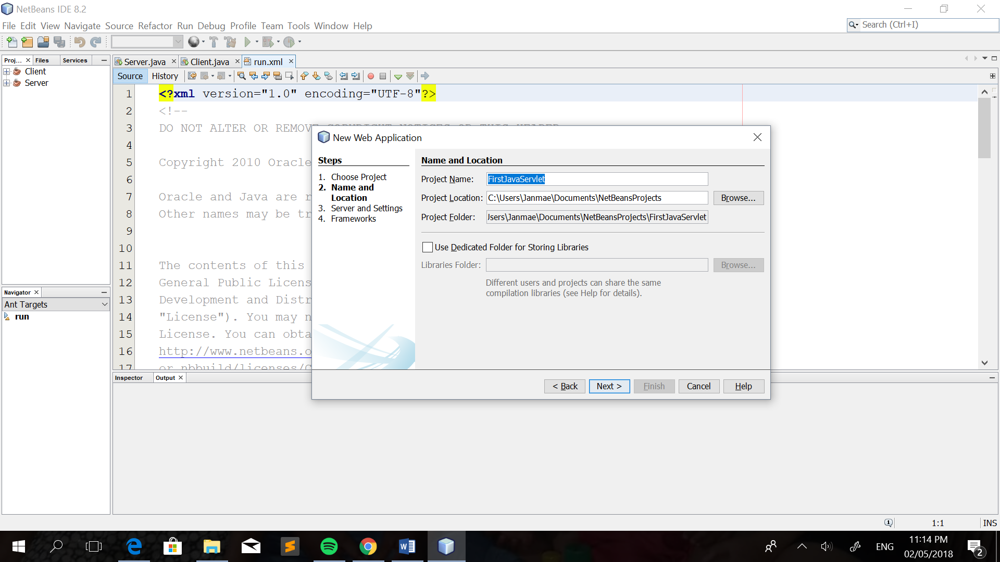 NetBeans IDE 8.2
File Edit View Navigate Source Refactor Run Debug Profile Team Tools Window Help
Search (Ctrl+I)
Proj... Files Services
Client
Server
Server.java Client.java run.xml
Source History
1 <?xml version="1.0" encoding="UTF-8"?>
2 <!--
3 DO NOT ALTER OR REMOVE COPYRIGHT NOTICES OR THIS HEADER
4
5 Copyright 2010 Oracle
6
7 Oracle and Java are r
8 Other names may be tr
9
10
11 The contents of this
12 General Public Licens
13 Development and Distr
14 "License"). You may n
15 License. You can obta
16 http://www.netbeans.o
17 or nbbuild/licenses/C
New Web Application
Steps
1. Choose Project
2. Name and
Location
3. Server and Settings
4. Frameworks
Name and Location
Project Name: FirstJavaServlet
Project Location: C:\Users\Janmae\Documents\NetBeansProjects Browse...
Project Folder: Jsers\Janmae\Documents\NetBeansProjects\FirstJavaServlet
Use Dedicated Folder for Storing Libraries
Libraries Folder: Browse...
Different users and projects can share the same
compilation libraries (see Help for details).
< Back Next > Finish Cancel Help
Navigator
Ant Targets
run
Inspector Output
1:1 INS
ENG
11:14 PM
02/05/2018
2